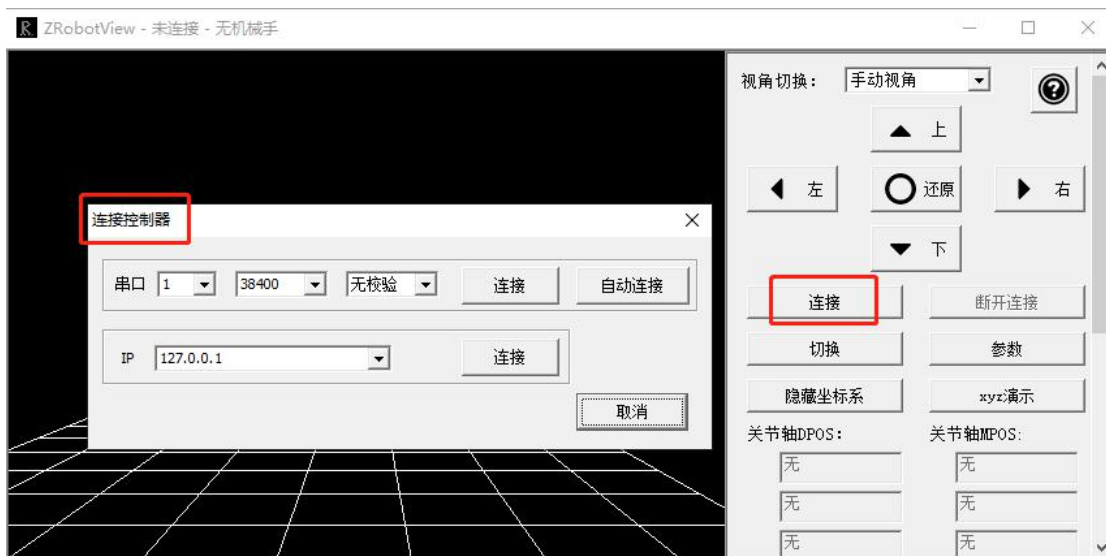 ZRobotView - 未连接 - 无机械手
视角切换： 手动视角
上
左 还原 右
下
连接控制器
串口 1 38400 无校验 连接 自动连接
IP 127.0.0.1 连接
取消
连接 断开连接
切换 参数
隐藏坐标系 xyz演示
关节轴DPOS： 关节轴MPOS:
无 无
无 无
无 无